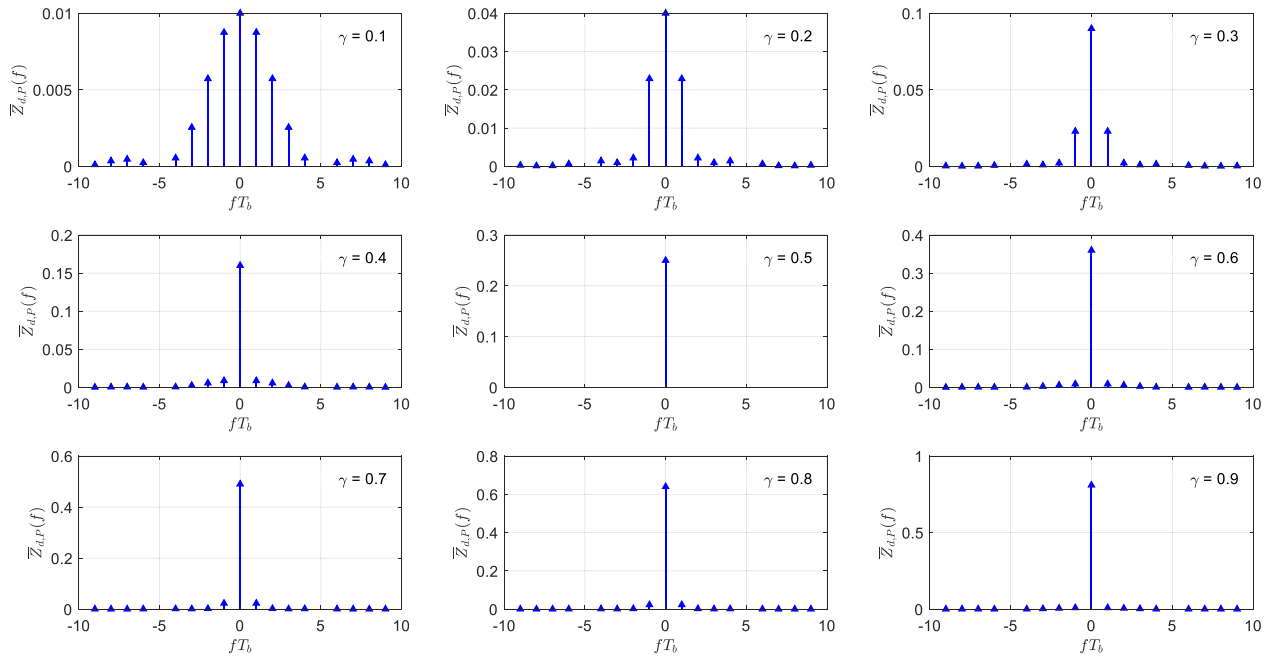 0.01
0.005
0
-10 -5 0 5 10
γ = 0.1
Z̅_{d,P}(f)
fT_b
0.04
0.03
0.02
0.01
0
-10 -5 0 5 10
γ = 0.2
Z̅_{d,P}(f)
fT_b
0.1
0.05
0
-10 -5 0 5 10
γ = 0.3
Z̅_{d,P}(f)
fT_b
0.2
0.15
0.1
0.05
0
-10 -5 0 5 10
γ = 0.4
Z̅_{d,P}(f)
fT_b
0.3
0.2
0.1
0
-10 -5 0 5 10
γ = 0.5
Z̅_{d,P}(f)
fT_b
0.4
0.3
0.2
0.1
0
-10 -5 0 5 10
γ = 0.6
Z̅_{d,P}(f)
fT_b
0.6
0.4
0.2
0
-10 -5 0 5 10
γ = 0.7
Z̅_{d,P}(f)
fT_b
0.8
0.6
0.4
0.2
0
-10 -5 0 5 10
γ = 0.8
Z̅_{d,P}(f)
fT_b
1
0.5
0
-10 -5 0 5 10
γ = 0.9
Z̅_{d,P}(f)
fT_b